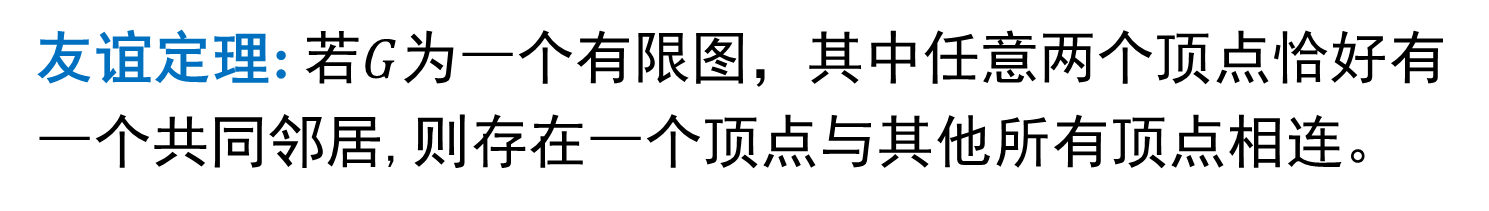 友谊定理: 若G为一个有限图，其中任意两个顶点恰好有
一个共同邻居, 则存在一个顶点与其他所有顶点相连。